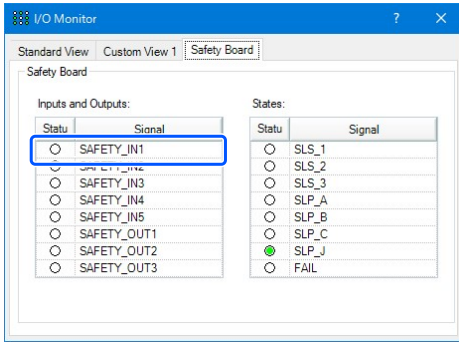 I/O Monitor
Standard View Custom View 1 Safety Board
Safety Board
Inputs and Outputs:
Statu Signal
SAFETY_IN1
SAFETY_IN2
SAFETY_IN3
SAFETY_IN4
SAFETY_IN5
SAFETY_OUT1
SAFETY_OUT2
SAFETY_OUT3
States:
Statu Signal
SLS_1
SLS_2
SLS_3
SLP_A
SLP_B
SLP_C
SLP_J
FAIL